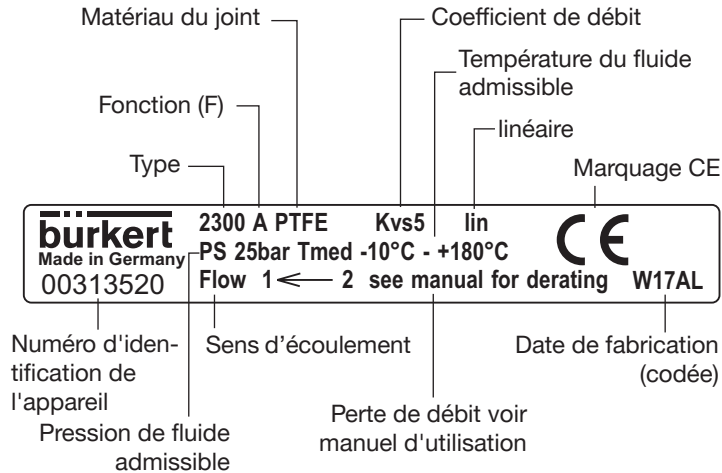 Matériau du joint
Coefficient de débit
Température du fluide
admissible
Fonction (F)
linéaire
Type
Marquage CE
burkert
Made in Germany
00313520
2300 A PTFE Kvs5 lin
PS 25bar Tmed -10°C - +180°C
Flow 1 ← 2 see manual for derating W17AL
CE
Numéro d'iden-
tification de
l'appareil
Sens d'écoulement
Date de fabrication
(codée)
Pression de fluide
admissible
Perte de débit voir
manuel d'utilisation